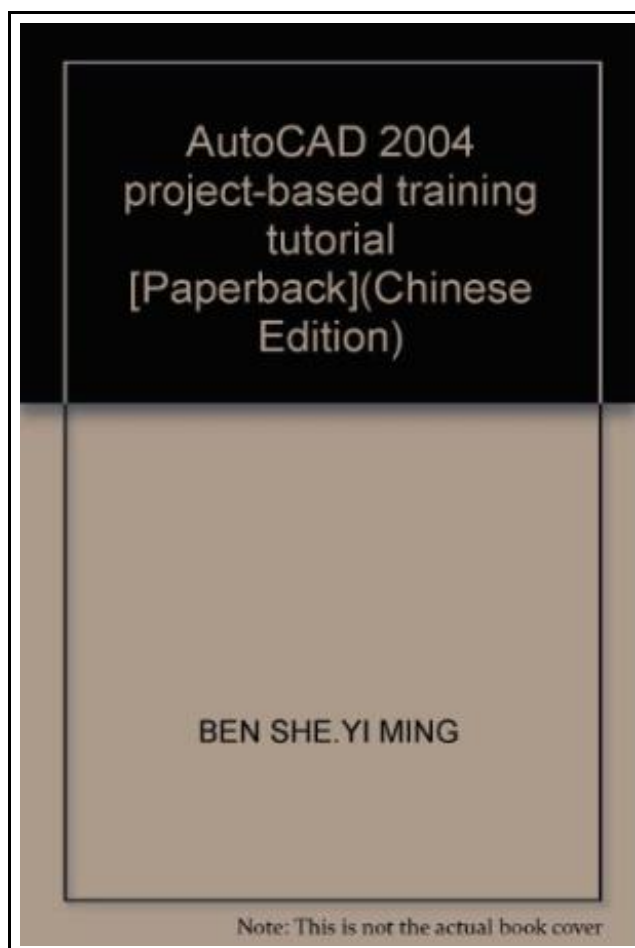 AutoCAD 2004
project-based training
tutorial
[Paperback](Chinese
Edition)
BEN SHE.YI MING
Note: This is not the actual book cover